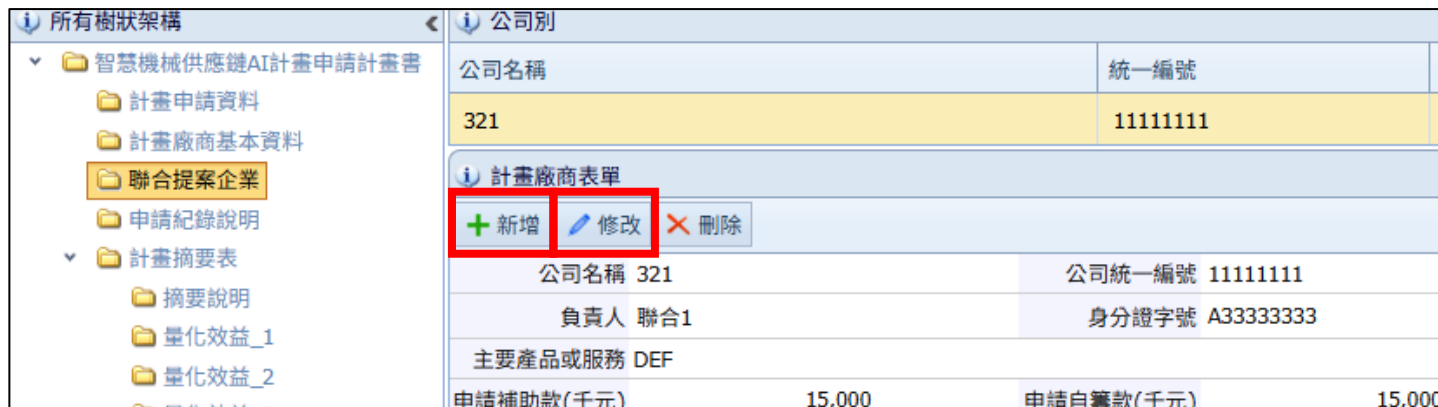 所有樹狀架構
智慧機械供應鏈AI計畫申請計畫書
計畫申請資料
計畫廠商基本資料
聯合提案企業
申請紀錄說明
計畫摘要表
摘要說明
量化效益_1
量化效益_2
公司別
公司名稱 統一編號
321 11111111
計畫廠商表單
新增 修改 刪除
公司名稱 321 公司統一編號 11111111
負責人 聯合1 身分證字號 A33333333
主要產品或服務 DEF
申請補助款(千元) 15,000 申請自籌款(千元) 15,000